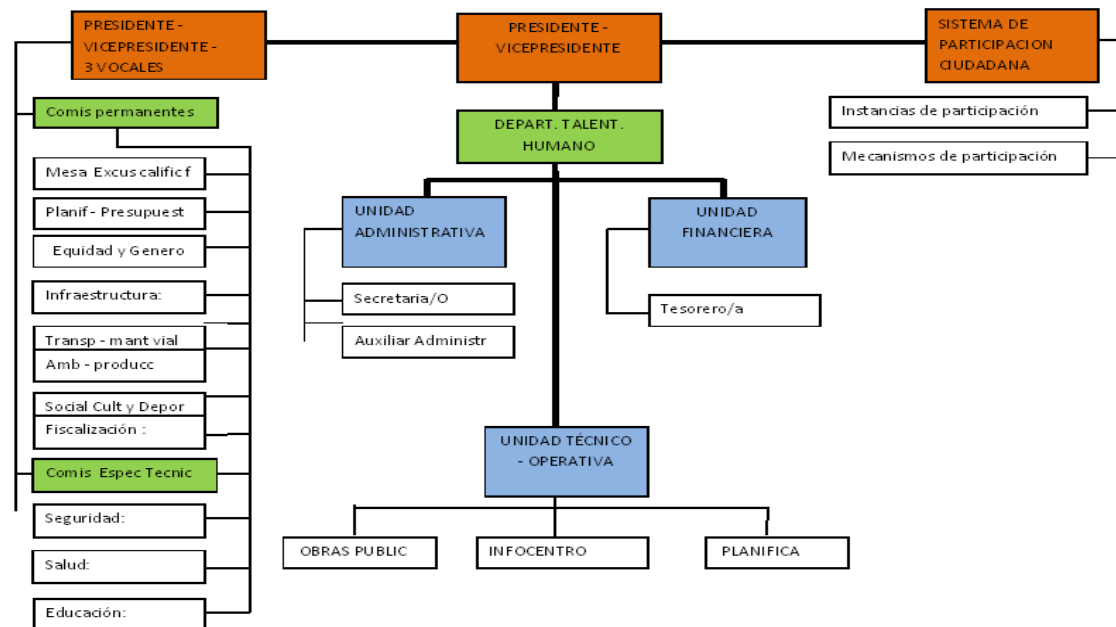 PRESIDENTE -
VICEPRESIDENTE -
3 VOCALES
PRESIDENTE -
VICEPRESIDENTE
SISTEMA DE
PARTICIPACION
CIUDADANA
Comis permanentes
Mesa Excus calific f
Planif - Presupuest
Equidad y Genero
Infraestructura:
Transp - mant vial
Amb - producc
Social Cult y Depor
Fiscalización :
Comis Espec Tecnic
Seguridad:
Salud:
Educación:
DEPART. TALENT.
HUMANO
UNIDAD
ADMINISTRATIVA
Secretaria/O
Auxiliar Administr
UNIDAD
FINANCIERA
Tesorero/a
UNIDAD TÉCNICO
- OPERATIVA
OBRAS PUBLIC
INFOCENTRO
PLANIFICA
Instancias de participación
Mecanismos de participación